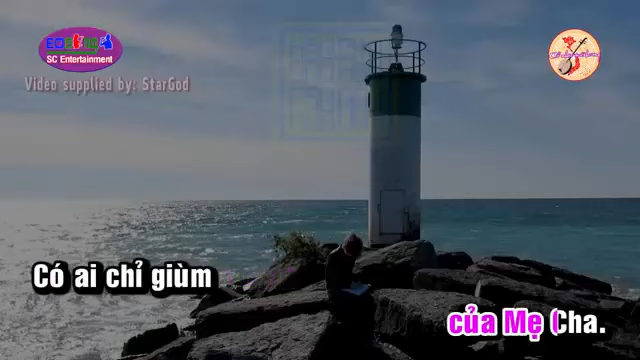 SC Entertainment
Video supplied by: StarGod
Có ai chỉ giùm
của Mẹ Cha.